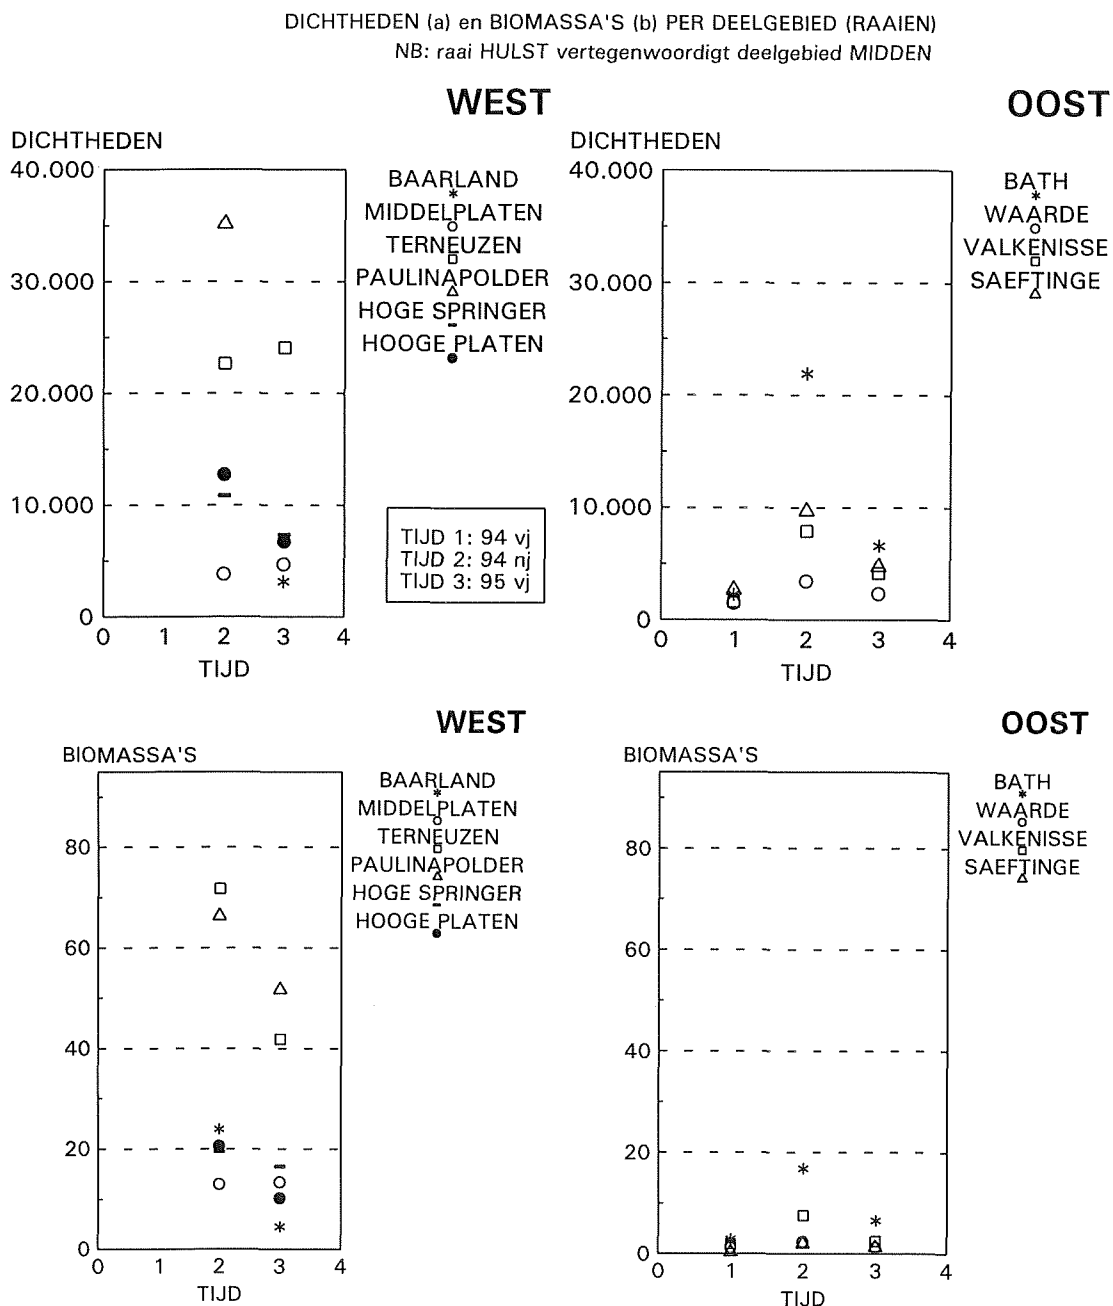 DICHTHEDEN (a) en BIOMASSA'S (b) PER DEELGEBIED (RAAIEN)
NB: raai HULST vertegenwoordigt deelgebied MIDDEN
WEST
DICHTHEDEN
40.000
30.000
20.000
10.000
0
0 1 2 3 4
TIJD
BAARLAND
MIDDELPLATEN
TERNEUZEN
PAULINAPOLDER
HOGE SPRINGER
HOOGE PLATEN
TIJD 1: 94 vj
TIJD 2: 94 nj
TIJD 3: 95 vj
OOST
DICHTHEDEN
40.000
30.000
20.000
10.000
0
0 1 2 3 4
TIJD
BATH
WAARDE
VALKENISSE
SAEFTINGE
WEST
BIOMASSA'S
80
60
40
20
0
0 1 2 3 4
TIJD
BAARLAND
MIDDELPLATEN
TERNEUZEN
PAULINAPOLDER
HOGE SPRINGER
HOOGE PLATEN
OOST
BIOMASSA'S
80
60
40
20
0
0 1 2 3 4
TIJD
BATH
WAARDE
VALKENISSE
SAEFTINGE